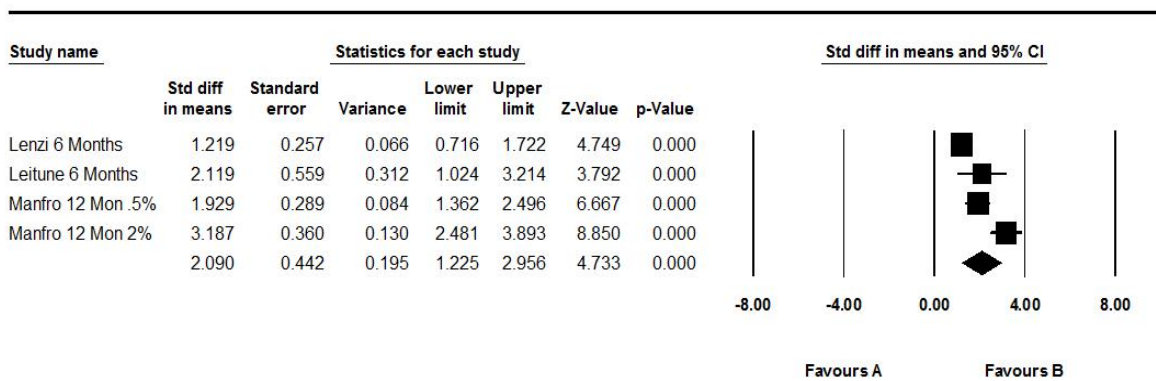 Study name Statistics for each study Std diff in means and 95% CI
Std diff Standard Lower Upper
in means error Variance limit limit Z-Value p-Value
Lenzi 6 Months 1.219 0.257 0.066 0.716 1.722 4.749 0.000
Leitune 6 Months 2.119 0.559 0.312 1.024 3.214 3.792 0.000
Manfro 12 Mon .5% 1.929 0.289 0.084 1.362 2.496 6.667 0.000
Manfro 12 Mon 2% 3.187 0.360 0.130 2.481 3.893 8.850 0.000
2.090 0.442 0.195 1.225 2.956 4.733 0.000
-8.00 -4.00 0.00 4.00 8.00
Favours A Favours B